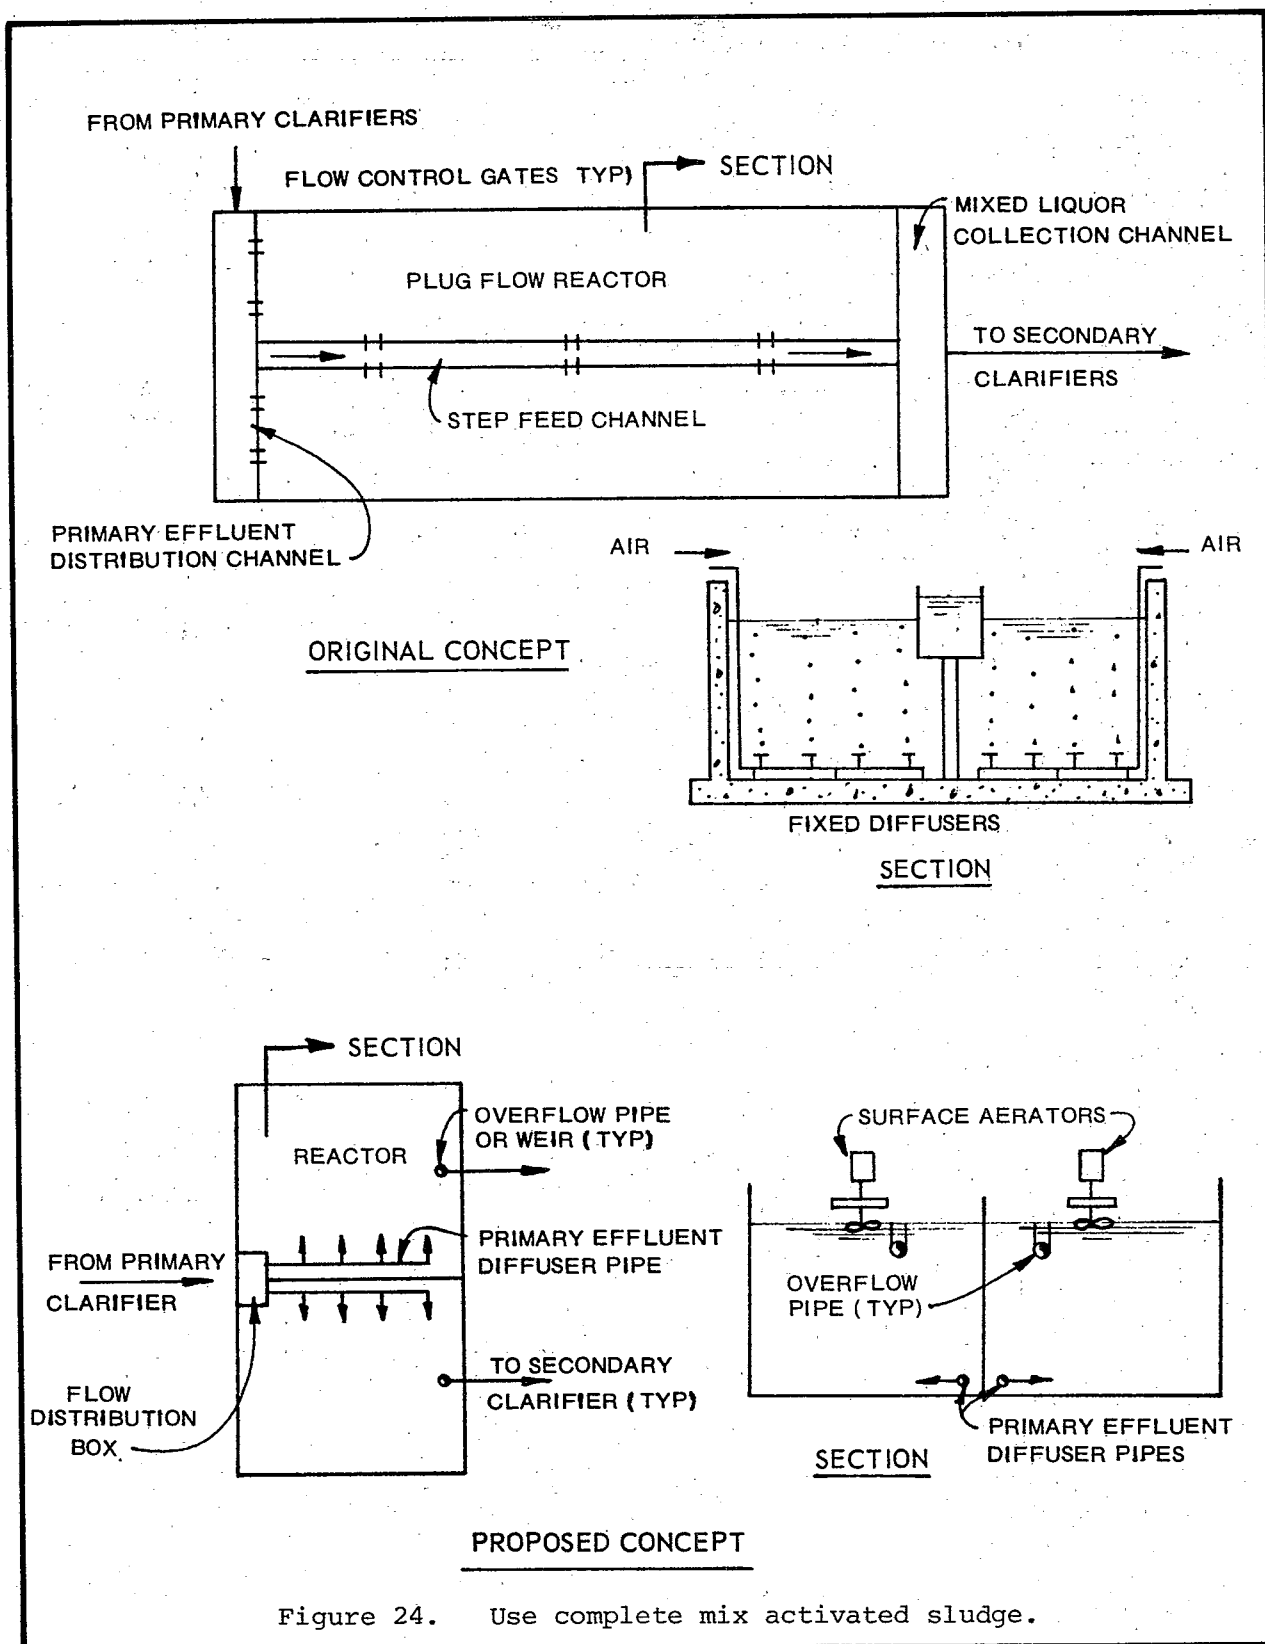 FROM PRIMARY CLARIFIERS
FLOW CONTROL GATES TYP)
SECTION
MIXED LIQUOR
COLLECTION CHANNEL
PLUG FLOW REACTOR
TO SECONDARY
CLARIFIERS
STEP FEED CHANNEL
PRIMARY EFFLUENT
DISTRIBUTION CHANNEL
AIR
AIR
ORIGINAL CONCEPT
FIXED DIFFUSERS
SECTION
SECTION
OVERFLOW PIPE
OR WEIR (TYP)
REACTOR
SURFACE AERATORS
FROM PRIMARY
CLARIFIER
PRIMARY EFFLUENT
DIFFUSER PIPE
OVERFLOW
PIPE (TYP)
TO SECONDARY
CLARIFIER (TYP)
FLOW
DISTRIBUTION
BOX
PRIMARY EFFLUENT
DIFFUSER PIPES
SECTION
PROPOSED CONCEPT
Figure 24. Use complete mix activated sludge.